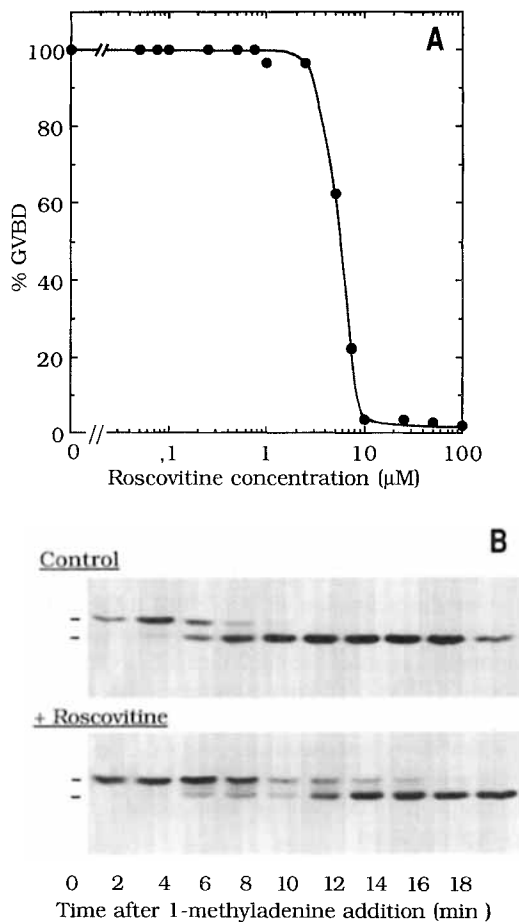 A
100
80
60
40
20
0
% GVBD
0 // ,1 1 10 100
Roscovitine concentration (µM)
B
Control
+ Roscovitine
0 2 4 6 8 10 12 14 16 18
Time after 1-methyladenine addition (min )